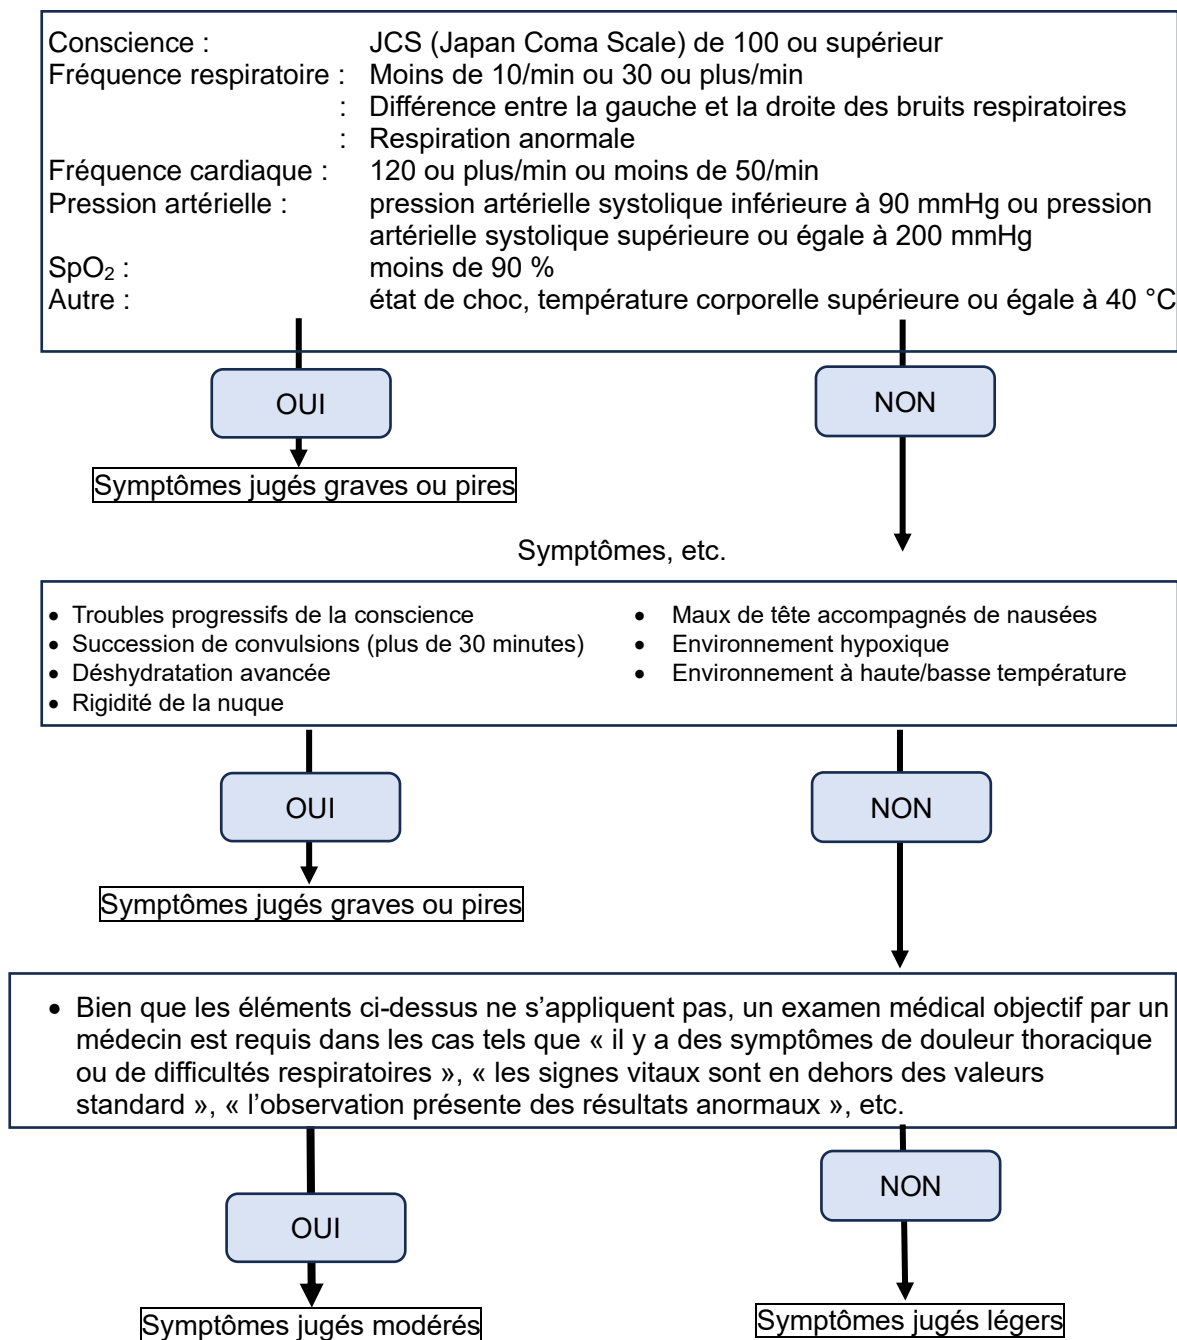 Conscience : JCS (Japan Coma Scale) de 100 ou supérieur
Fréquence respiratoire : Moins de 10/min ou 30 ou plus/min
: Différence entre la gauche et la droite des bruits respiratoires
: Respiration anormale
Fréquence cardiaque : 120 ou plus/min ou moins de 50/min
Pression artérielle : pression artérielle systolique inférieure à 90 mmHg ou pression
artérielle systolique supérieure ou égale à 200 mmHg
SpO₂ : moins de 90 %
Autre : état de choc, température corporelle supérieure ou égale à 40 °C
OUI
NON
Symptômes jugés graves ou pires
Symptômes, etc.
• Troubles progressifs de la conscience
• Succession de convulsions (plus de 30 minutes)
• Déshydratation avancée
• Rigidité de la nuque
• Maux de tête accompagnés de nausées
• Environnement hypoxique
• Environnement à haute/basse température
OUI
NON
Symptômes jugés graves ou pires
• Bien que les éléments ci-dessus ne s’appliquent pas, un examen médical objectif par un
médecin est requis dans les cas tels que « il y a des symptômes de douleur thoracique
ou de difficultés respiratoires », « les signes vitaux sont en dehors des valeurs
standard », « l’observation présente des résultats anormaux », etc.
OUI
NON
Symptômes jugés modérés
Symptômes jugés légers